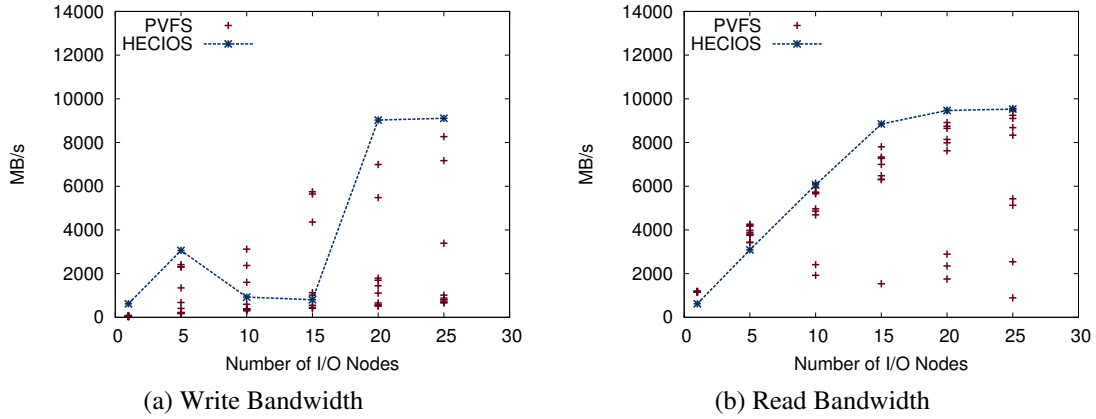 14000
12000
10000
8000
6000
4000
2000
0
MB/s
PVFS
HECIOS
0 5 10 15 20 25 30
Number of I/O Nodes
(a) Write Bandwidth
14000
12000
10000
8000
6000
4000
2000
0
MB/s
PVFS
HECIOS
0 5 10 15 20 25 30
Number of I/O Nodes
(b) Read Bandwidth